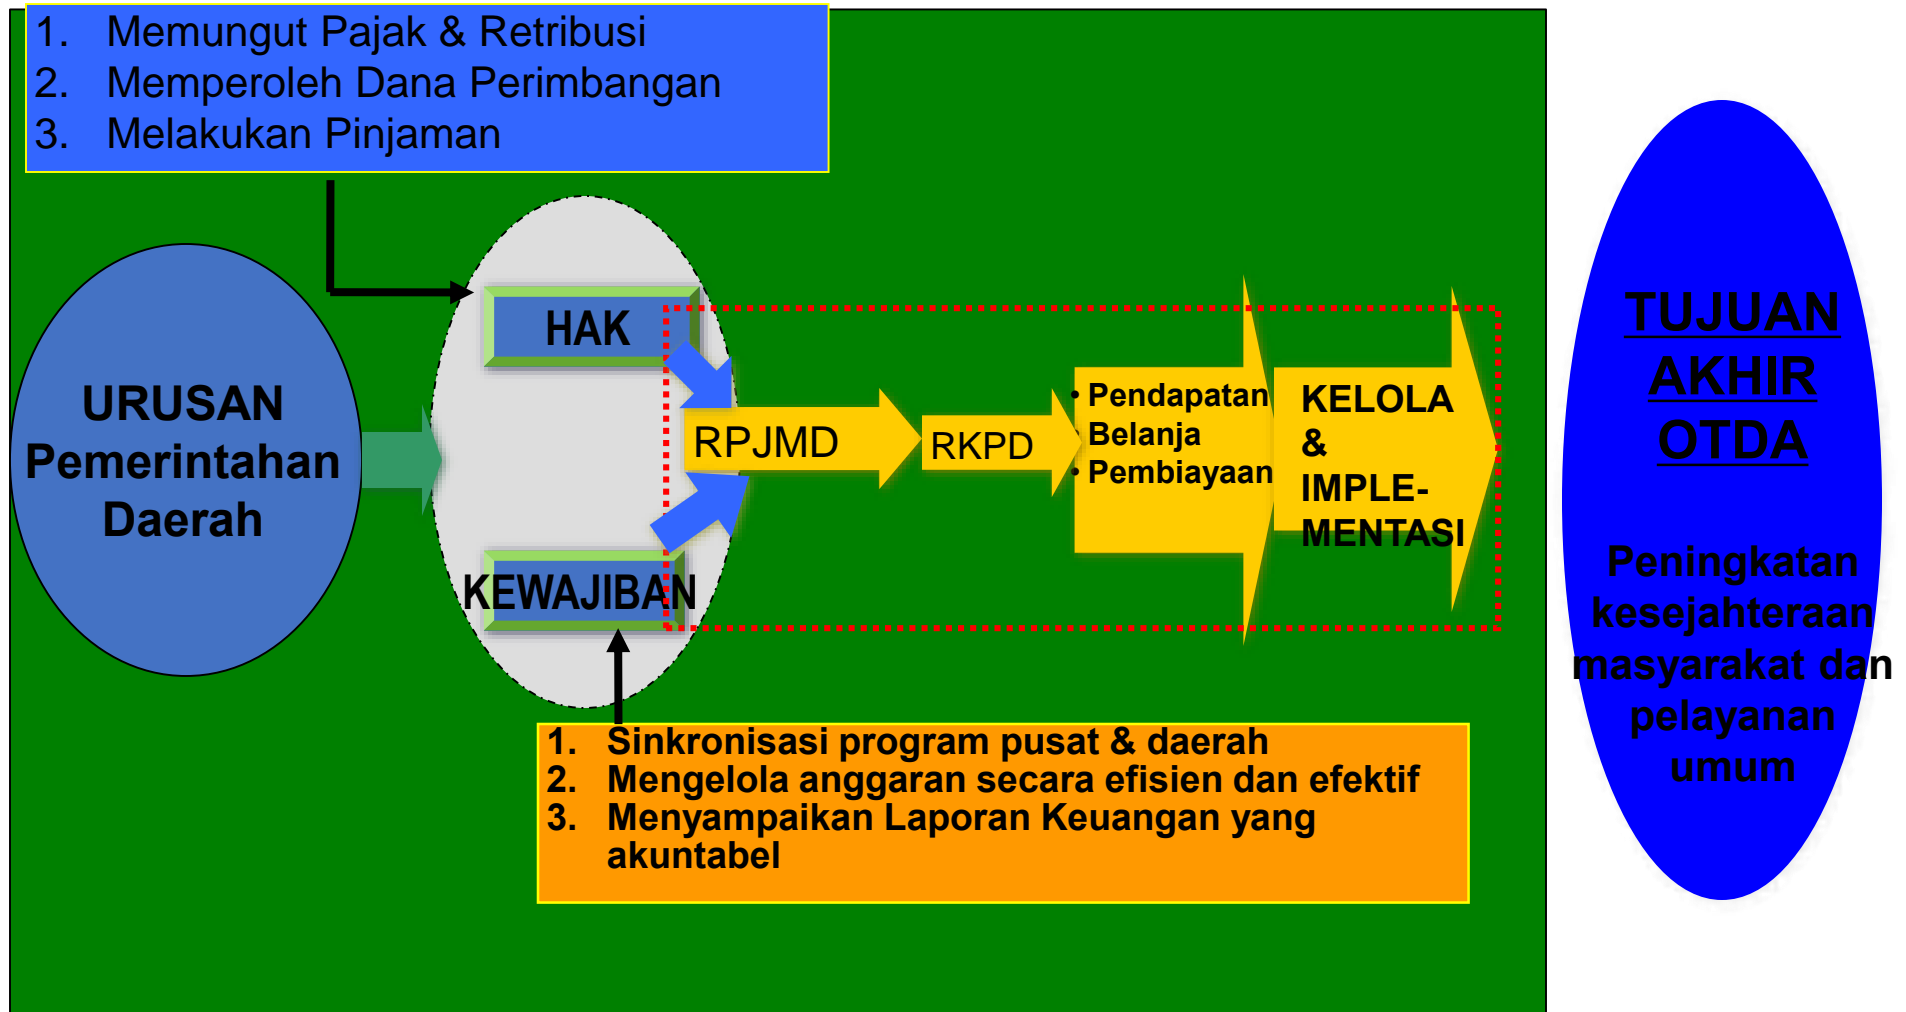 1. Memungut Pajak & Retribusi
2. Memperoleh Dana Perimbangan
3. Melakukan Pinjaman
URUSAN
Pemerintahan
Daerah
HAK
KEWAJIBAN
RPJMD
RKPD
• Pendapatan
• Belanja
• Pembiayaan
KELOLA
&
IMPLE-
MENTASI
1. Sinkronisasi program pusat & daerah
2. Mengelola anggaran secara efisien dan efektif
3. Menyampaikan Laporan Keuangan yang
akuntabel
TUJUAN
AKHIR
OTDA
Peningkatan
kesejahteraan
masyarakat dan
pelayanan
umum